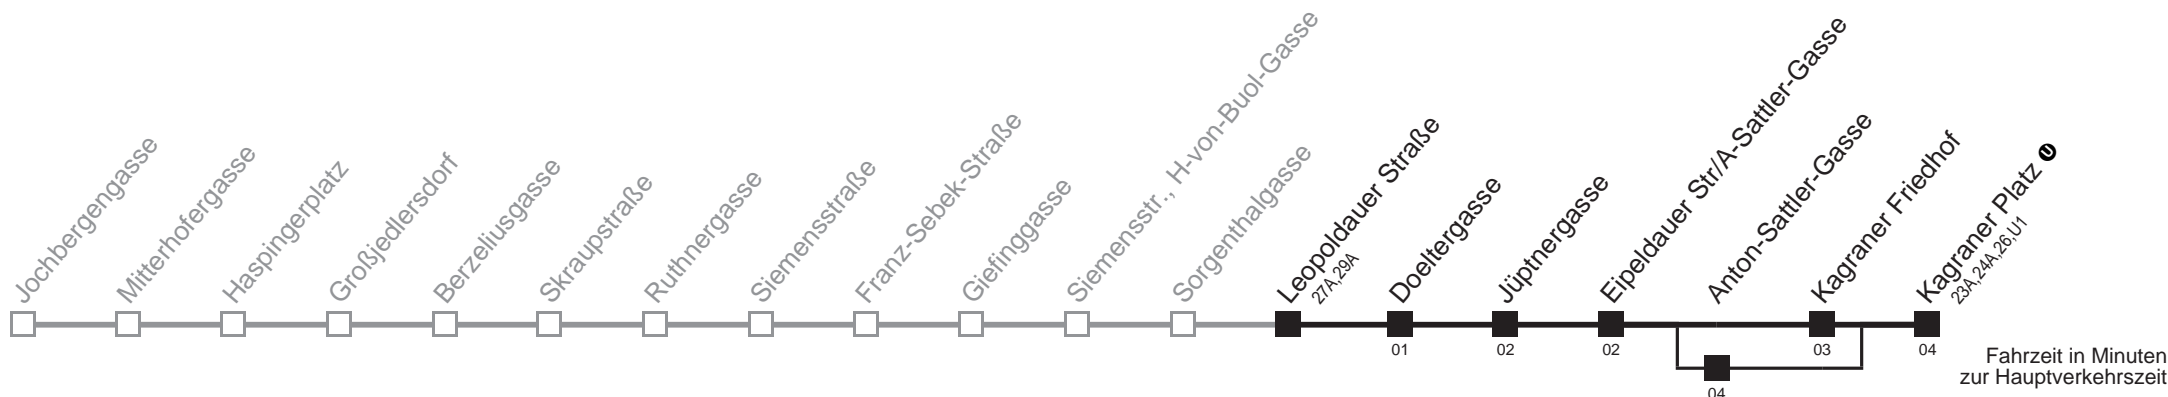 Jochbergengasse
Mitterhofergasse
Haspingerplatz
Großjedlersdorf
Berzeliusgasse
Skraupstraße
Ruthnergasse
Siemensstraße
Franz-Sebek-Straße
Giefinggasse
Siemensstr., H-von-Buol-Gasse
Sorgenthalgasse
Leopoldauer Straße
27A,29A
Doeltergasse
Jüptnergasse
Eipeldauer Str/A-Sattler-Gasse
Anton-Sattler-Gasse
Kagraner Friedhof
Kagraner Platz U
23A,24A,26,U1
01
02
02
03
04
04
Fahrzeit in Minuten
zur Hauptverkehrszeit